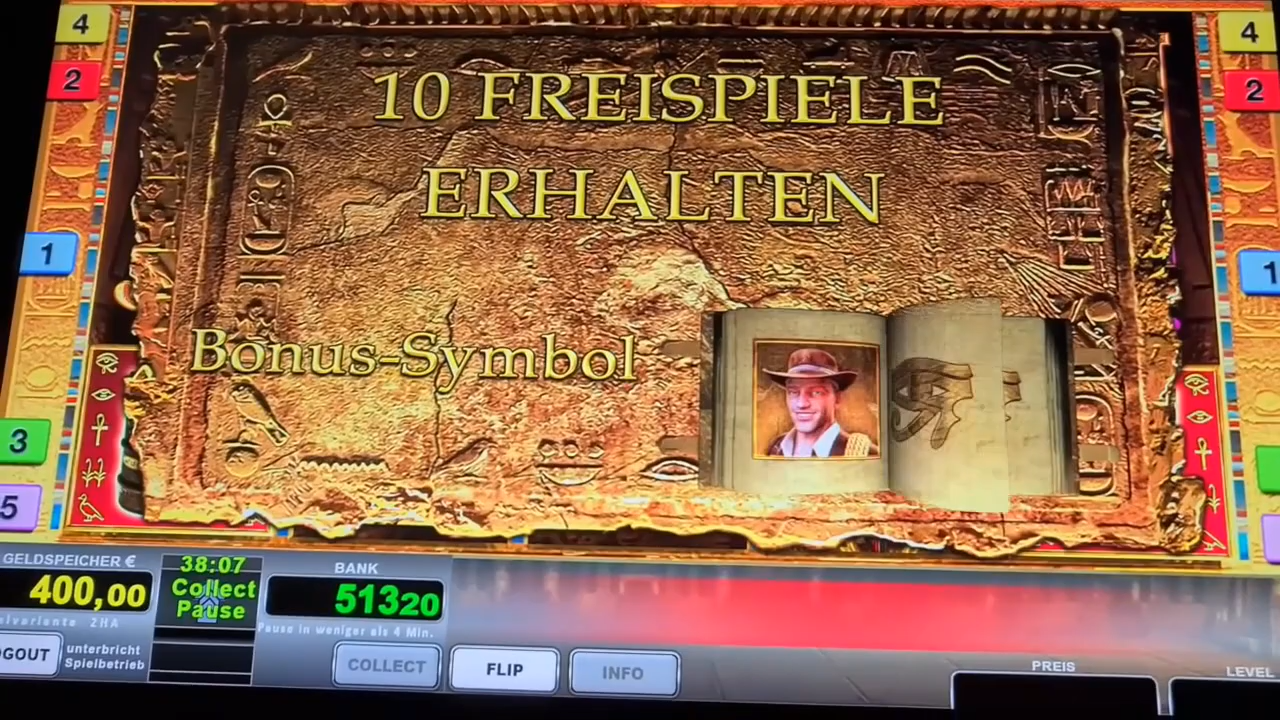 4
4
2
2
10 FREISPIELE
ERHALTEN
1
1
Bonus-Symbol
3
5
GELDSPEICHER €
400,00
38:07
Collect
Pause
BANK
51320
2HA
Pause in weniger als 4 Min.
unterbricht
Spielbetrieb
COLLECT
FLIP
INFO
PREIS
LEVEL